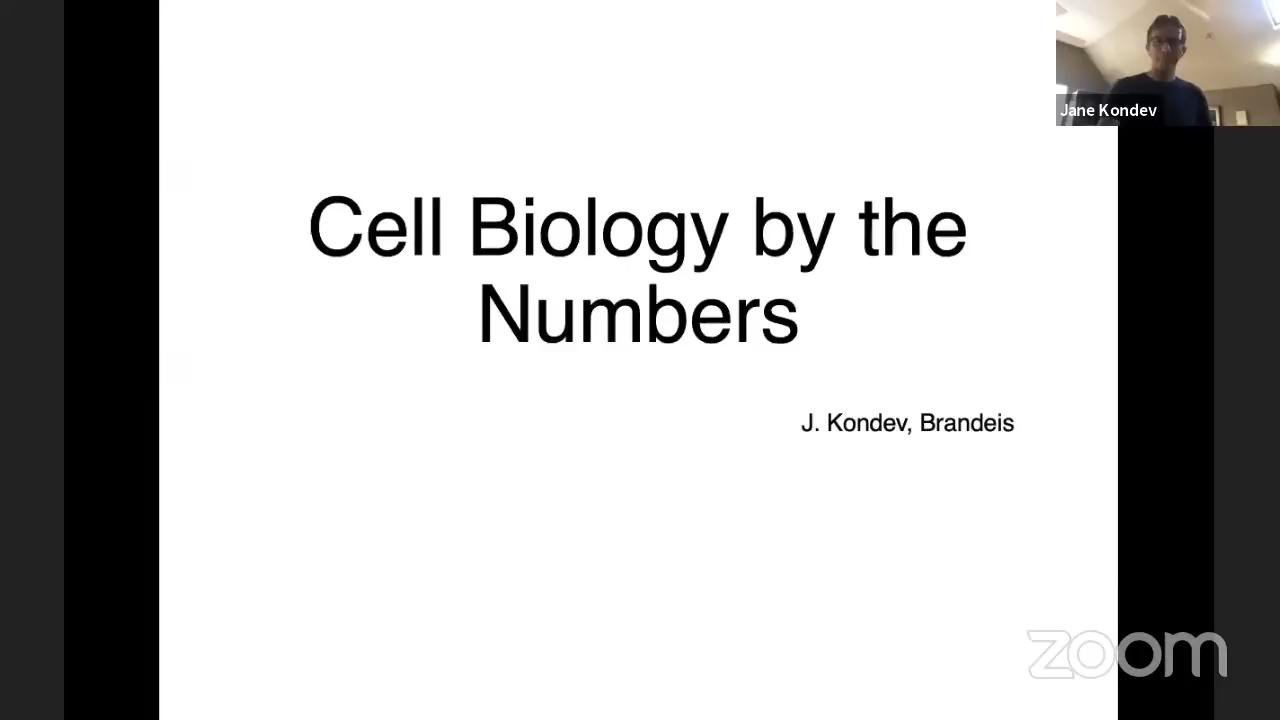 Jane Kondev
Cell Biology by the
Numbers
J. Kondev, Brandeis
zoom